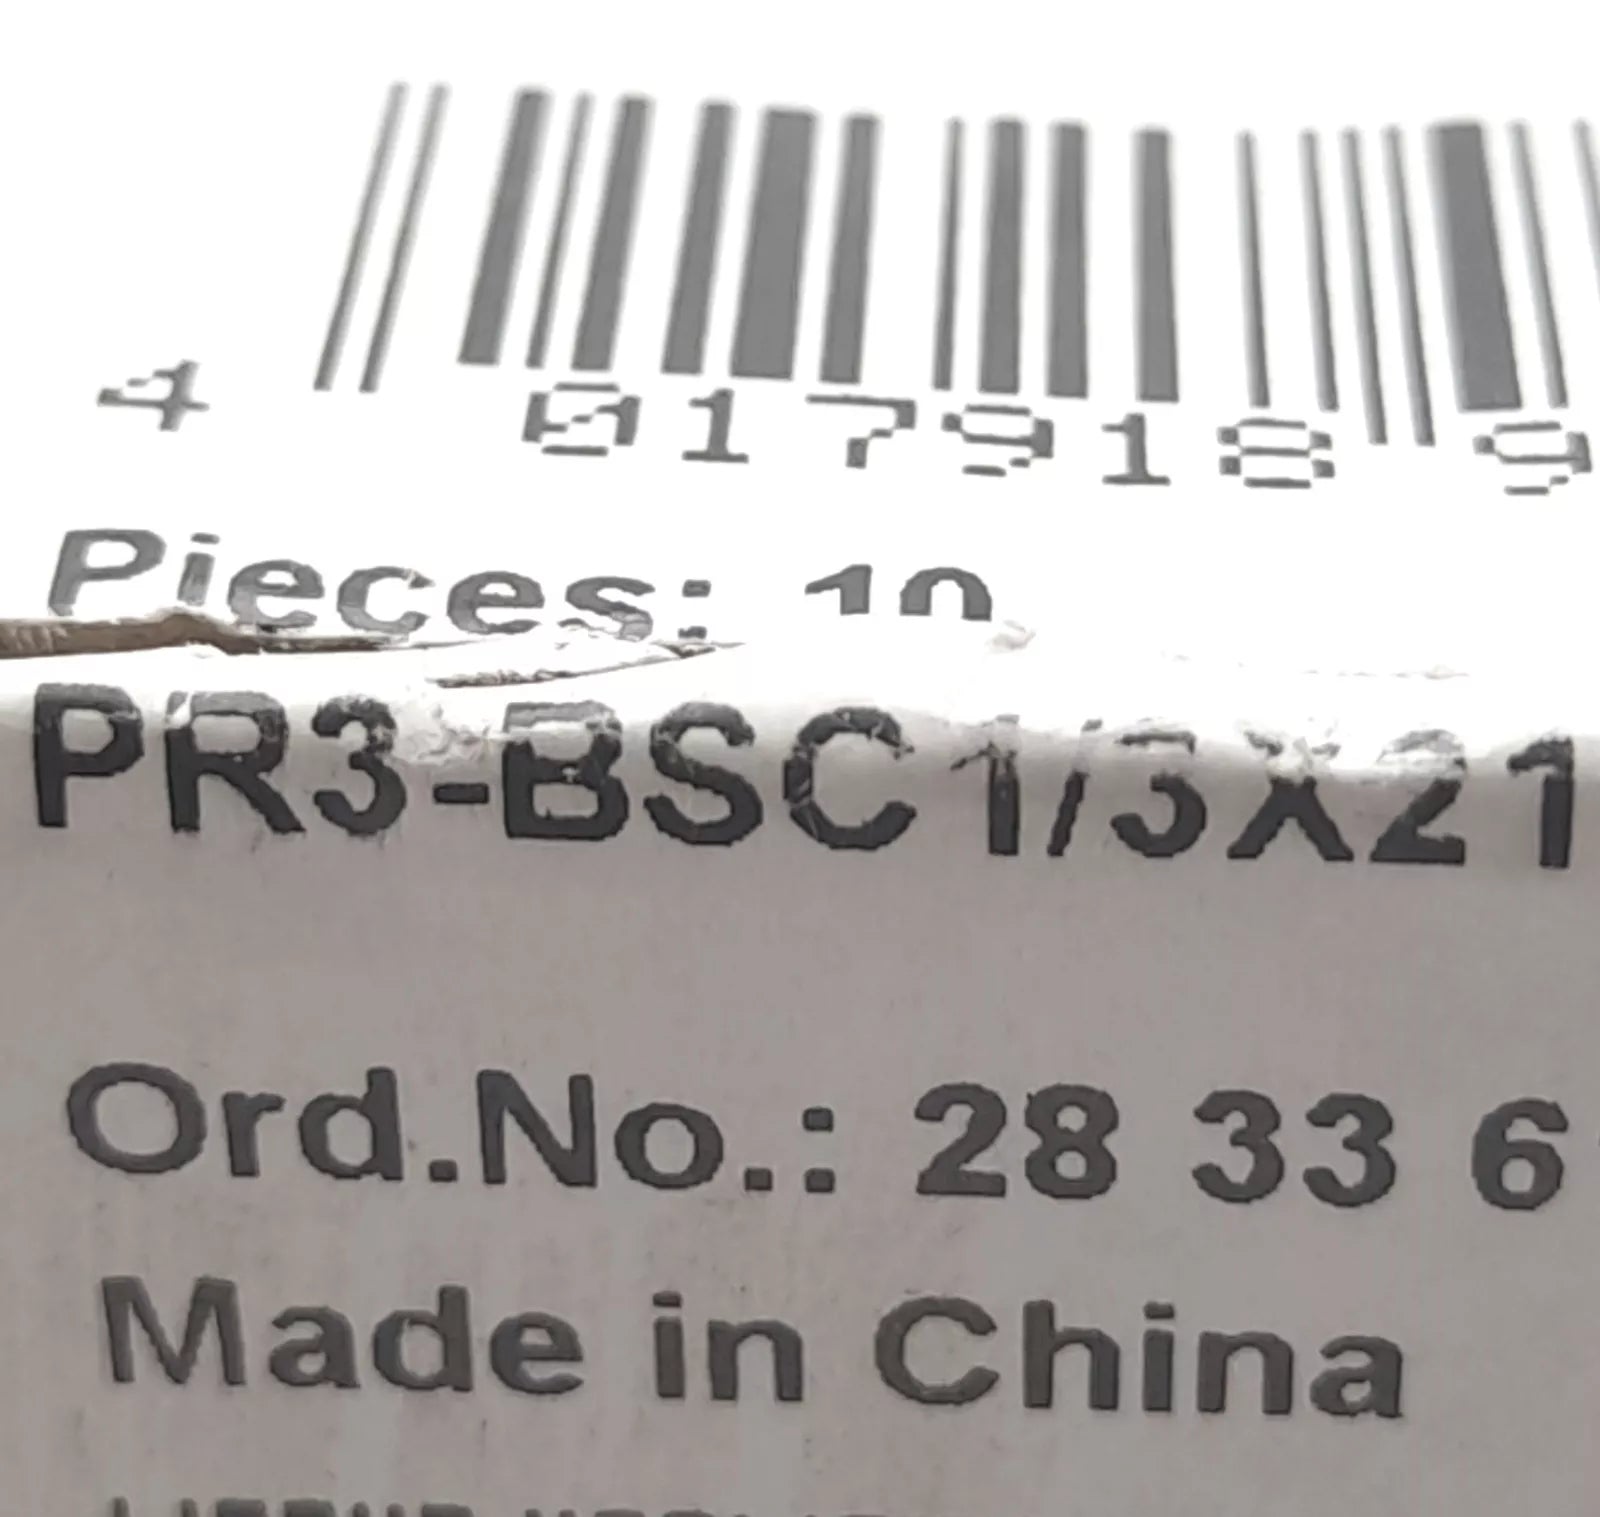 4 017918 9
Pieces: 10
PR3-BSC1/3X21
Ord.No.: 28 33 6
Made in China